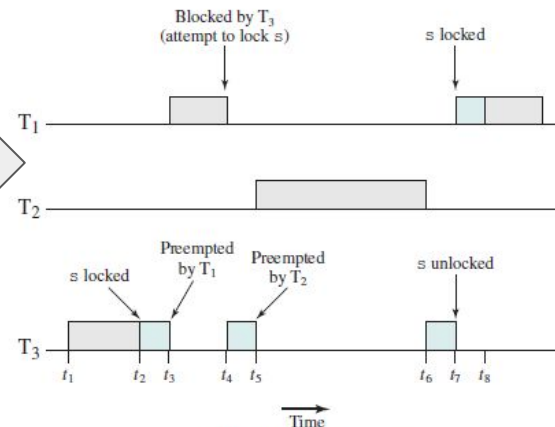 Blocked by T3
(attempt to lock s)
s locked
T1
T2
Preempted
by T1
Preempted
by T2
s locked
s unlocked
T3
t1 t2 t3 t4 t5 t6 t7 t8
Time